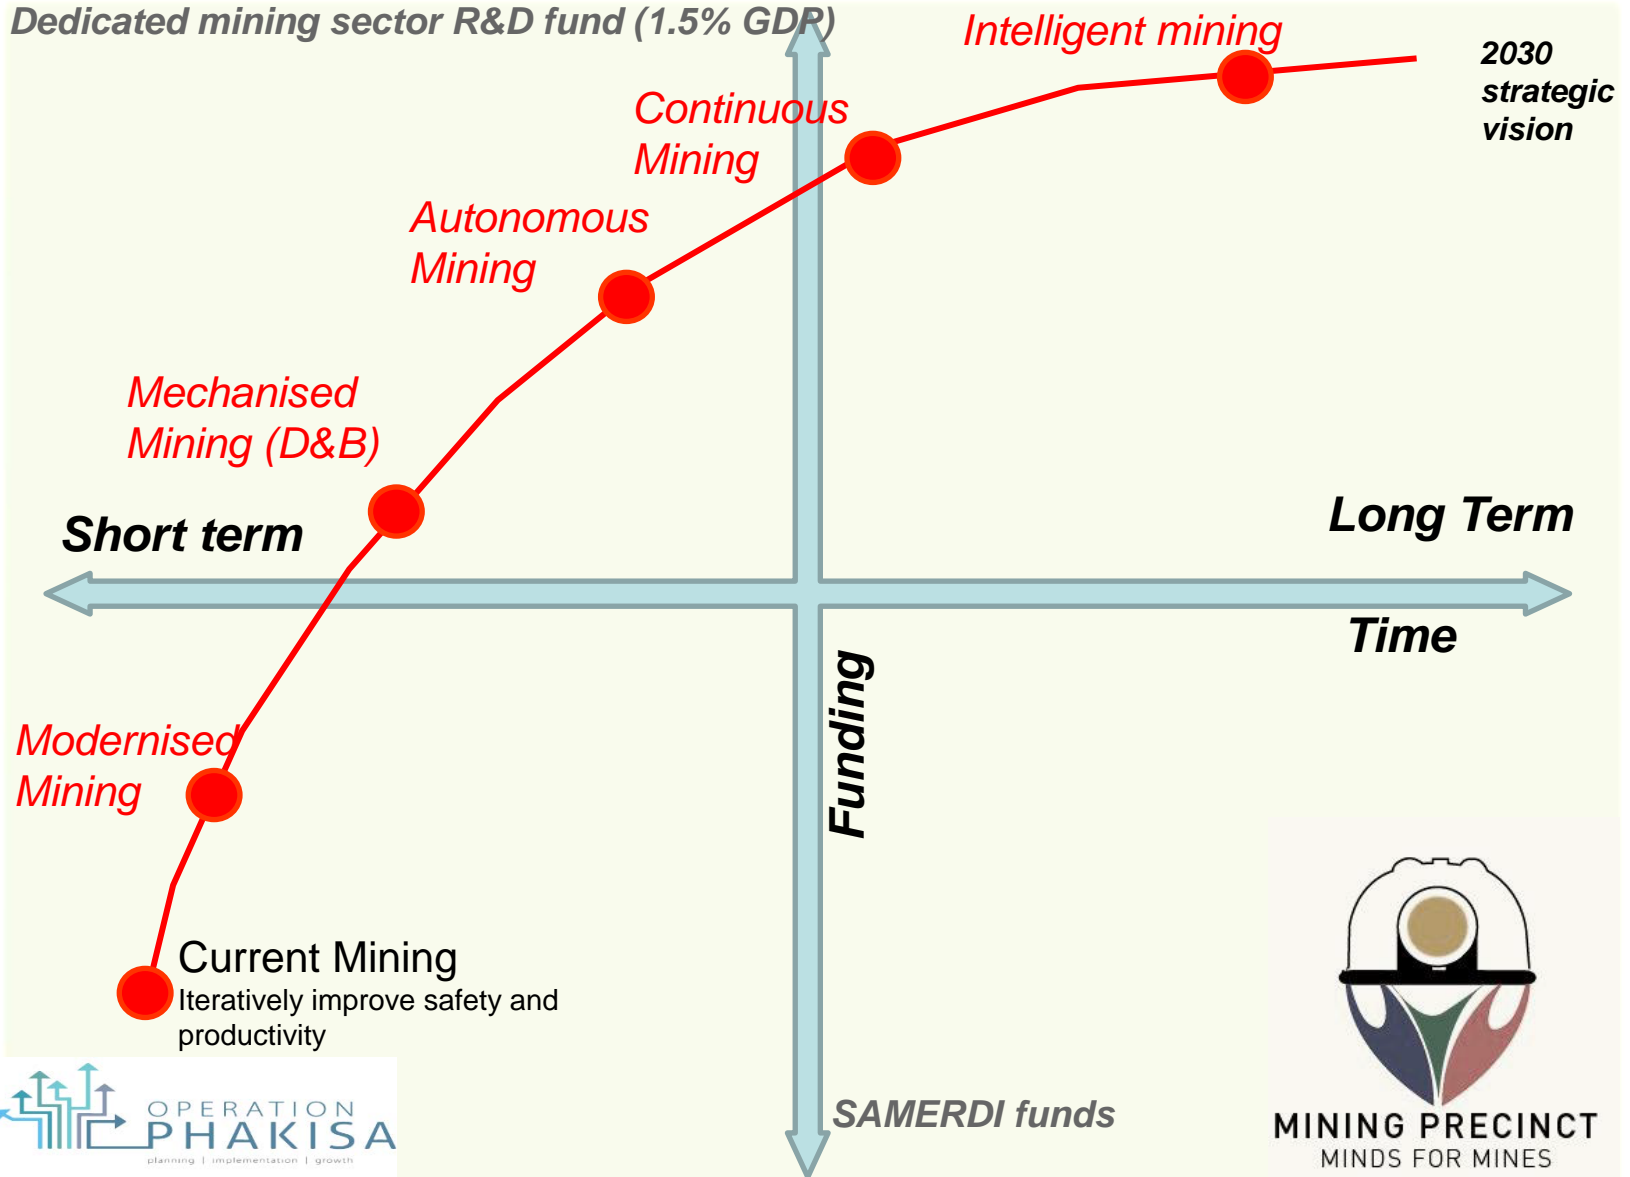 Dedicated mining sector R&D fund (1.5% GDP)
Intelligent mining
2030
strategic
vision
Continuous
Mining
Autonomous
Mining
Mechanised
Mining (D&B)
Short term
Long Term
Time
Funding
Modernised
Mining
Current Mining
Iteratively improve safety and
productivity
SAMERDI funds
OPERATION
PHAKISA
planning | implementation | growth
MINING PRECINCT
MINDS FOR MINES